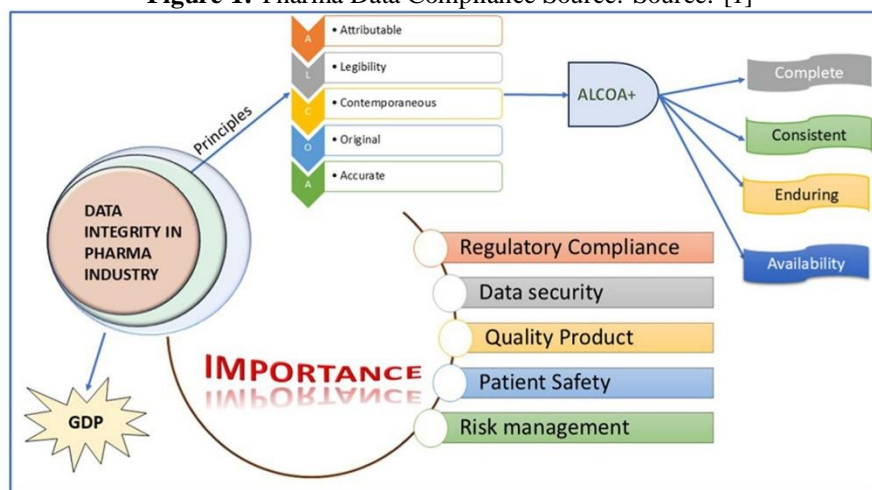 Figure 1: Pharma Data Compliance Source: Source: [1]
A
• Attributable
L
• Legibility
C
• Contemporaneous
O
• Original
A
• Accurate
Principles
ALCOA+
Complete
Consistent
Enduring
Availability
DATA
INTEGRITY IN
PHARMA
INDUSTRY
GDP
IMPORTANCE
Regulatory Compliance
Data security
Quality Product
Patient Safety
Risk management